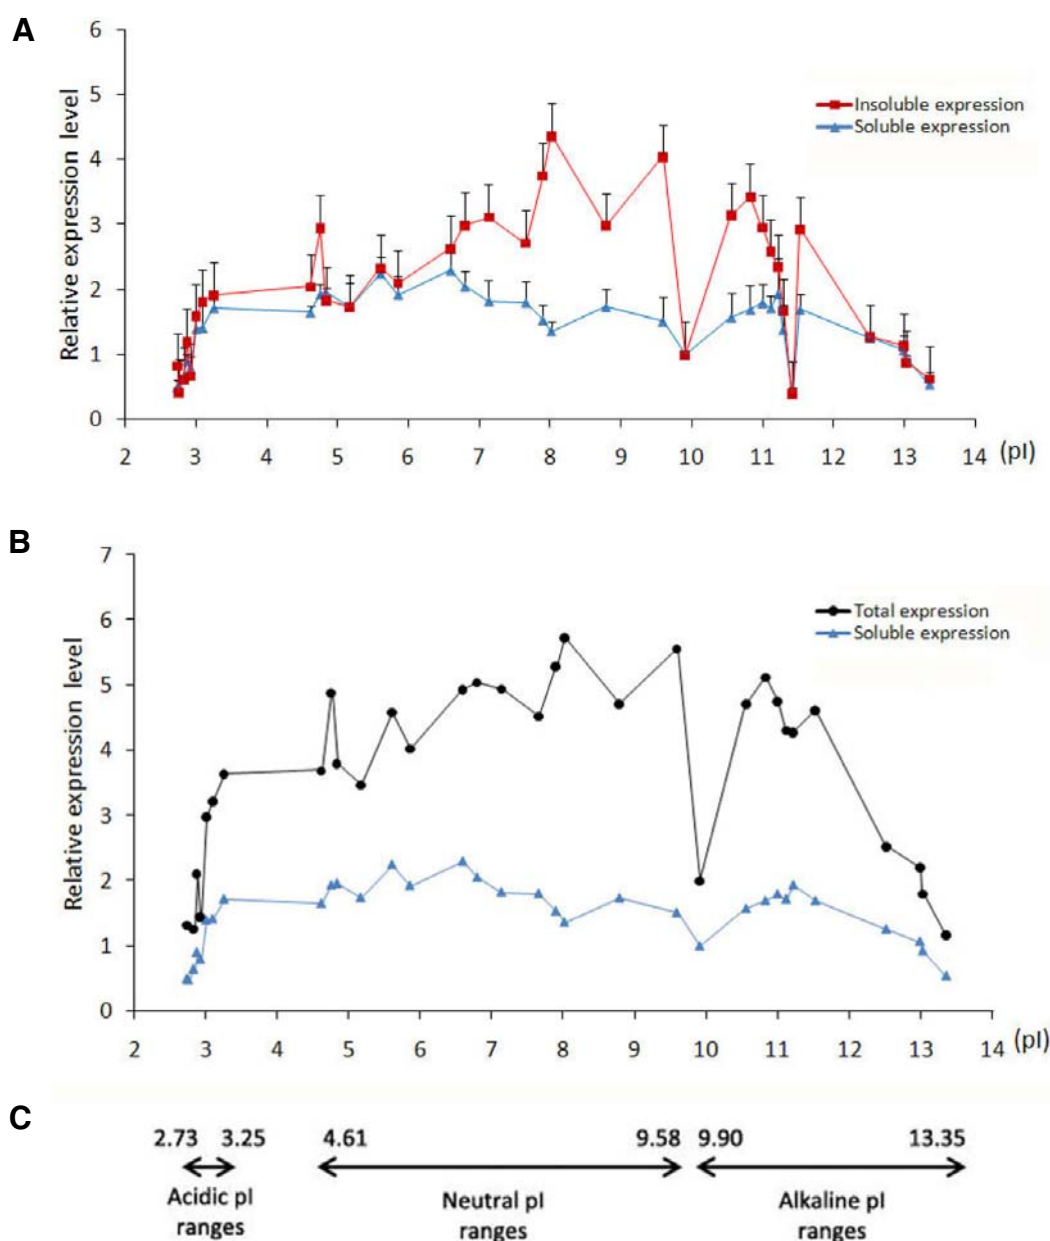 A
6
5
4
3
2
1
0
Relative expression level
Insoluble expression
Soluble expression
2 3 4 5 6 7 8 9 10 11 12 13 14 (pI)
B
7
6
5
4
3
2
1
0
Relative expression level
Total expression
Soluble expression
2 3 4 5 6 7 8 9 10 11 12 13 14 (pI)
C
2.73 3.25 4.61 9.58 9.90 13.35
Acidic pI Neutral pI Alkaline pI
ranges ranges ranges